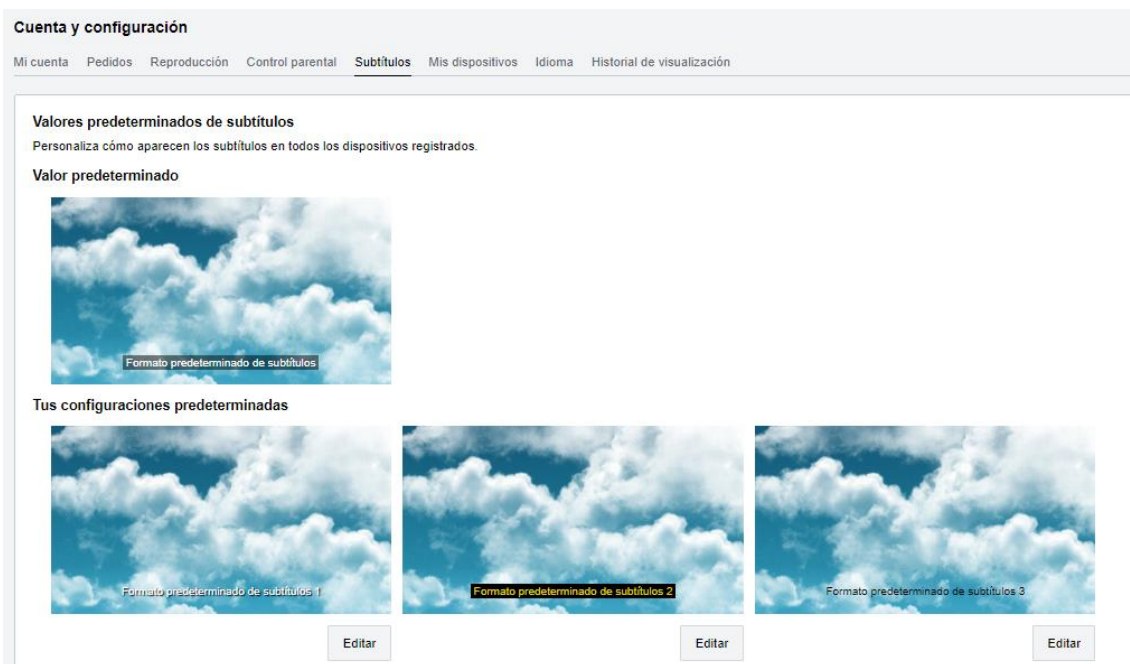 Cuenta y configuración
Mi cuenta Pedidos Reproducción Control parental Subtítulos Mis dispositivos Idioma Historial de visualización
Valores predeterminados de subtítulos
Personaliza cómo aparecen los subtítulos en todos los dispositivos registrados.
Valor predeterminado
Formato predeterminado de subtítulos
Tus configuraciones predeterminadas
Formato predeterminado de subtítulos 1 Formato predeterminado de subtítulos 2 Formato predeterminado de subtítulos 3
Editar Editar Editar